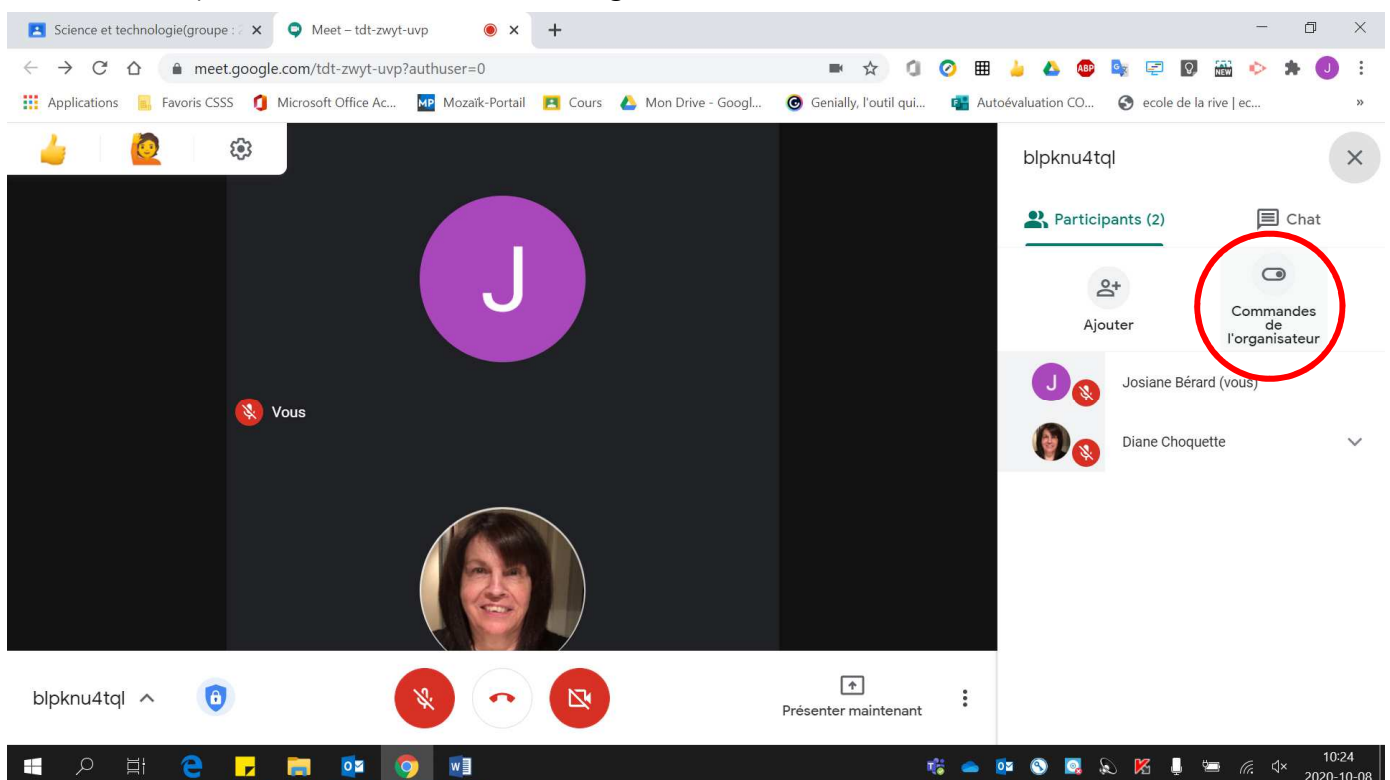 Science et technologie(groupe :
Meet – tdt-zwyt-uvp
meet.google.com/tdt-zwyt-uvp?authuser=0
ABP
NEW
J
Applications
Favoris CSSS
Microsoft Office Ac...
MP
Mozaïk-Portail
Cours
Mon Drive - Googl...
Genially, l'outil qui...
Autoévaluation CO...
ecole de la rive | ec...
»
J
Vous
blpknu4tql
Participants (2)
Chat
Ajouter
Commandes
de
l'organisateur
J
Josiane Bérard (vous)
Diane Choquette
blpknu4tql
Présenter maintenant
10:24
2020-10-08